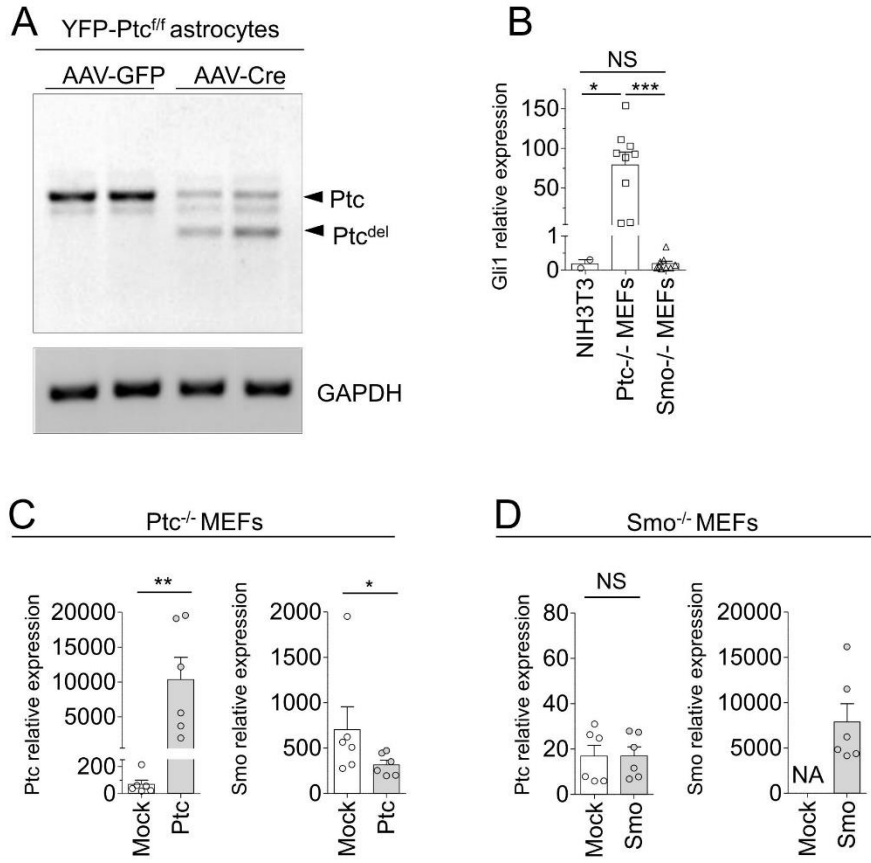 A
YFP-Ptc^f/f astrocytes
AAV-GFP AAV-Cre
Ptc
Ptc^del
GAPDH
B
NS
* ***
Gli1 relative expression
150
100
50
1
0
NIH3T3
Ptc-/- MEFs
Smo-/- MEFs
C
Ptc^-/- MEFs
**
Ptc relative expression
20000
15000
10000
5000
200
0
Mock
Ptc
*
Smo relative expression
2000
1500
1000
500
0
Mock
Ptc
D
Smo^-/- MEFs
NS
Ptc relative expression
80
60
40
20
0
Mock
Smo
Smo relative expression
20000
15000
10000
5000
0
NA
Mock
Smo